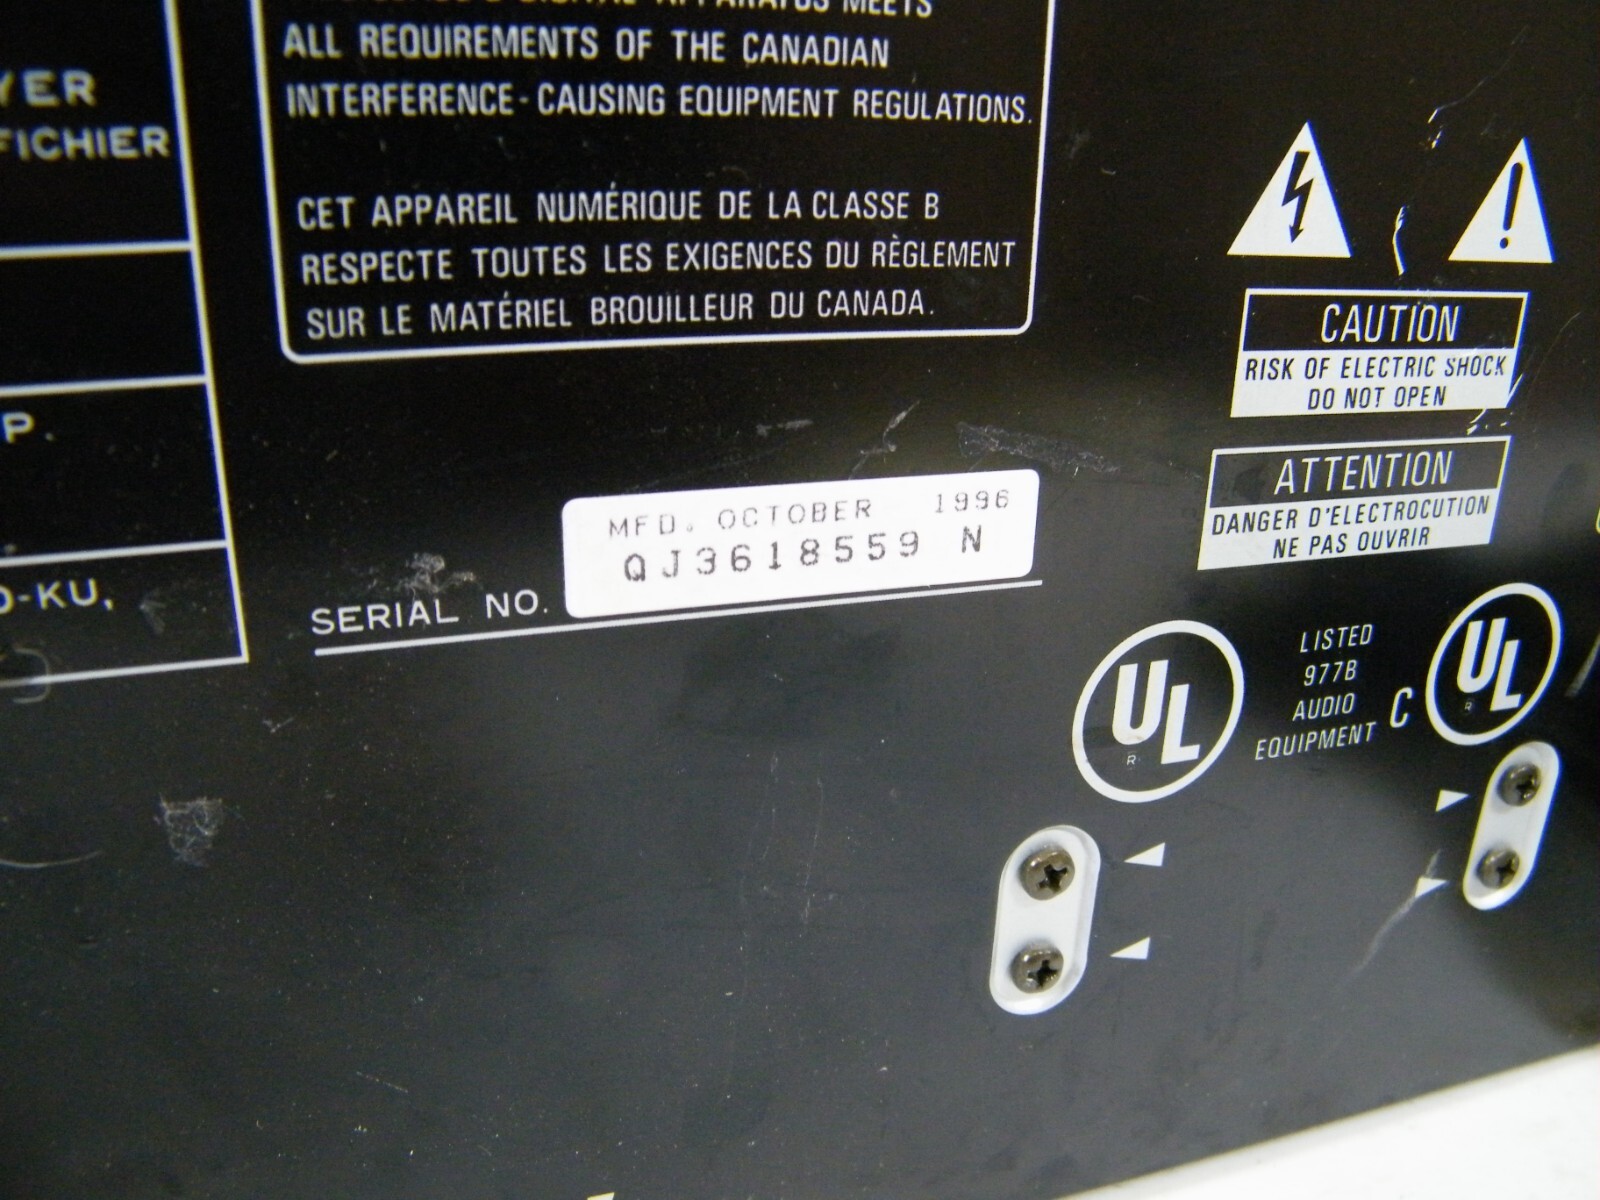 FICHIER
P.
O-KU,
APPARATUS MEETS
ALL REQUIREMENTS OF THE CANADIAN
INTERFERENCE-CAUSING EQUIPMENT REGULATIONS.
CET APPAREIL NUMÉRIQUE DE LA CLASSE B
RESPECTE TOUTES LES EXIGENCES DU RÈGLEMENT
SUR LE MATÉRIEL BROUILLEUR DU CANADA.
MFD. OCTOBER 1996
QJ3618559 N
SERIAL NO.
CAUTION
RISK OF ELECTRIC SHOCK
DO NOT OPEN
ATTENTION
DANGER D'ELECTROCUTION
NE PAS OUVRIR
UL
R
LISTED
977B
AUDIO
EQUIPMENT
C
UL
R